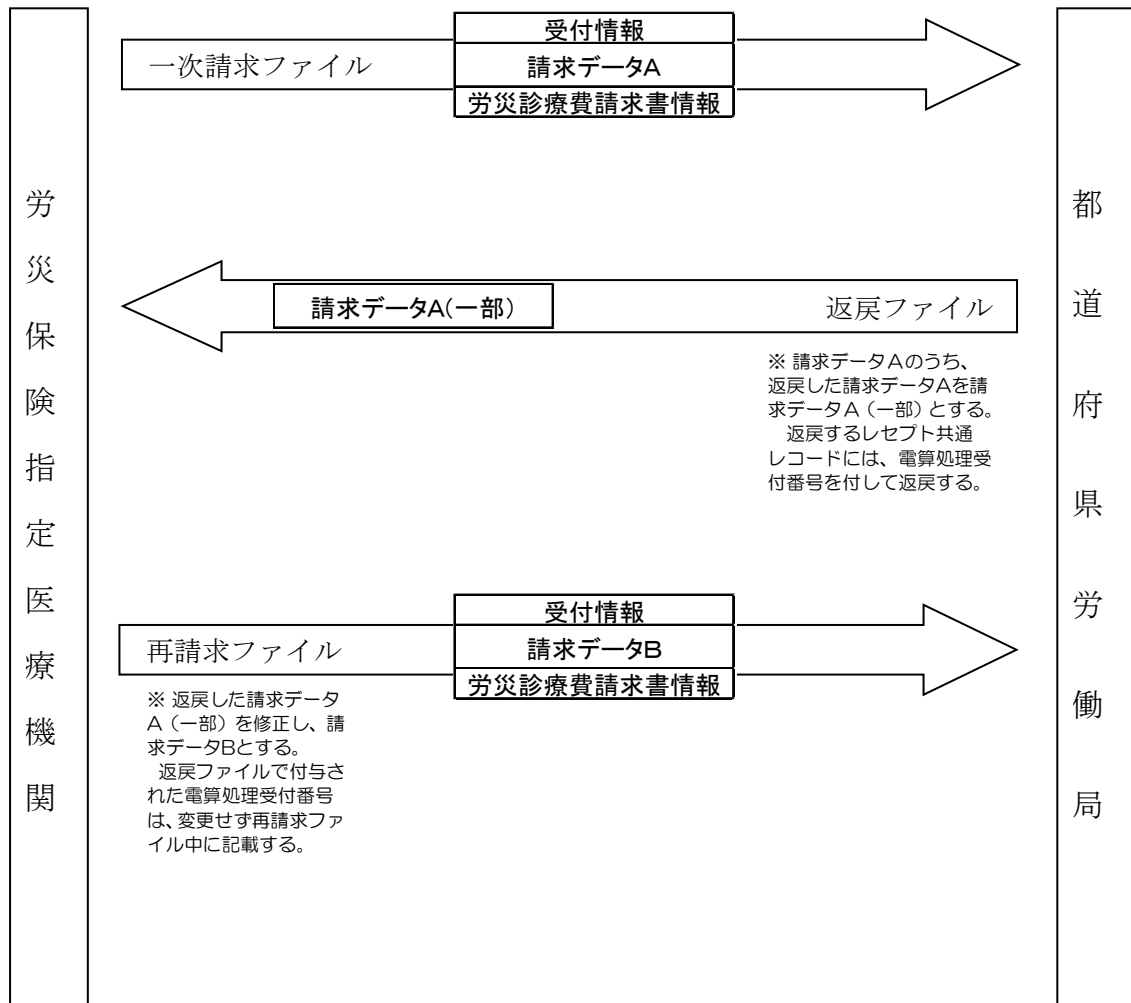 受付情報
一次請求ファイル
請求データA
労災診療費請求書情報
労災保険指定医療機関
都道府県労働局
請求データA(一部)
返戻ファイル
※ 請求データAのうち、
返戻した請求データAを請
求データA（一部）とする。
返戻するレセプト共通
レコードには、電算処理受
付番号を付して返戻する。
受付情報
再請求ファイル
請求データB
労災診療費請求書情報
※ 返戻した請求データ
A（一部）を修正し、請
求データBとする。
返戻ファイルで付与さ
れた電算処理受付番号
は、変更せず再請求ファ
イル中に記載する。